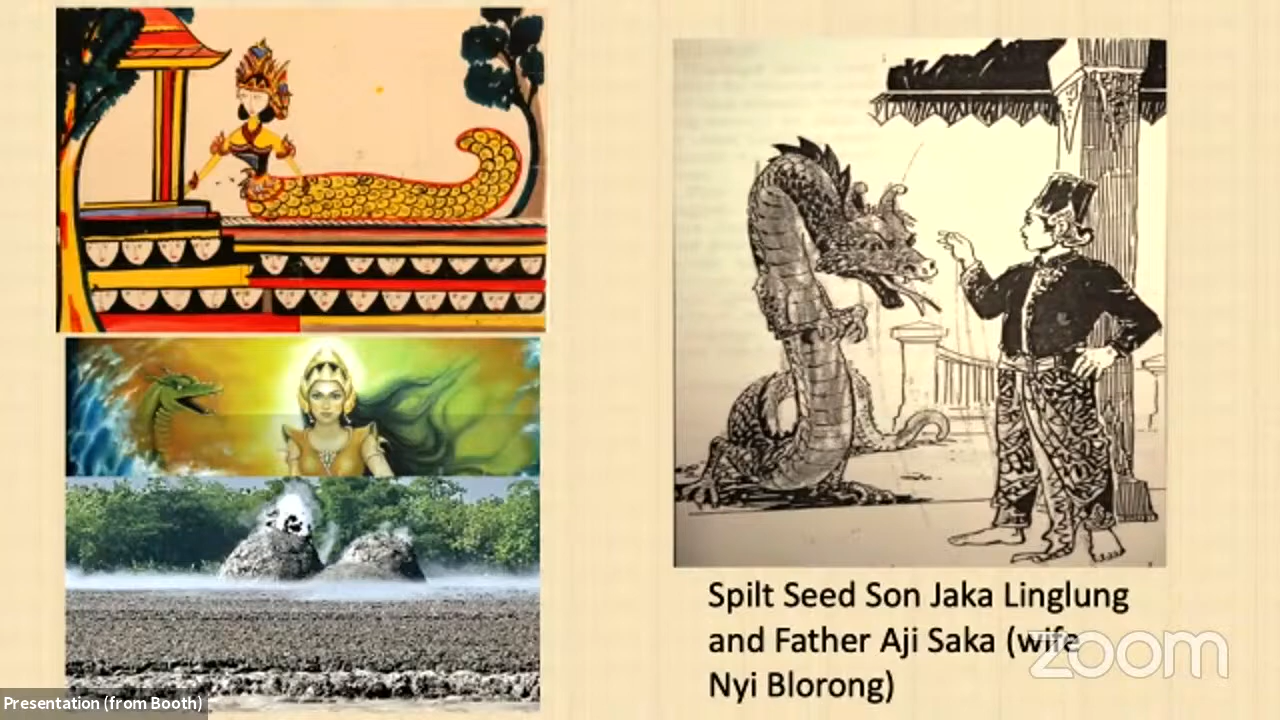 Spilt Seed Son Jaka Linglung
and Father Aji Saka (wife
Nyi Blorong)
zoom
Presentation (from Booth)